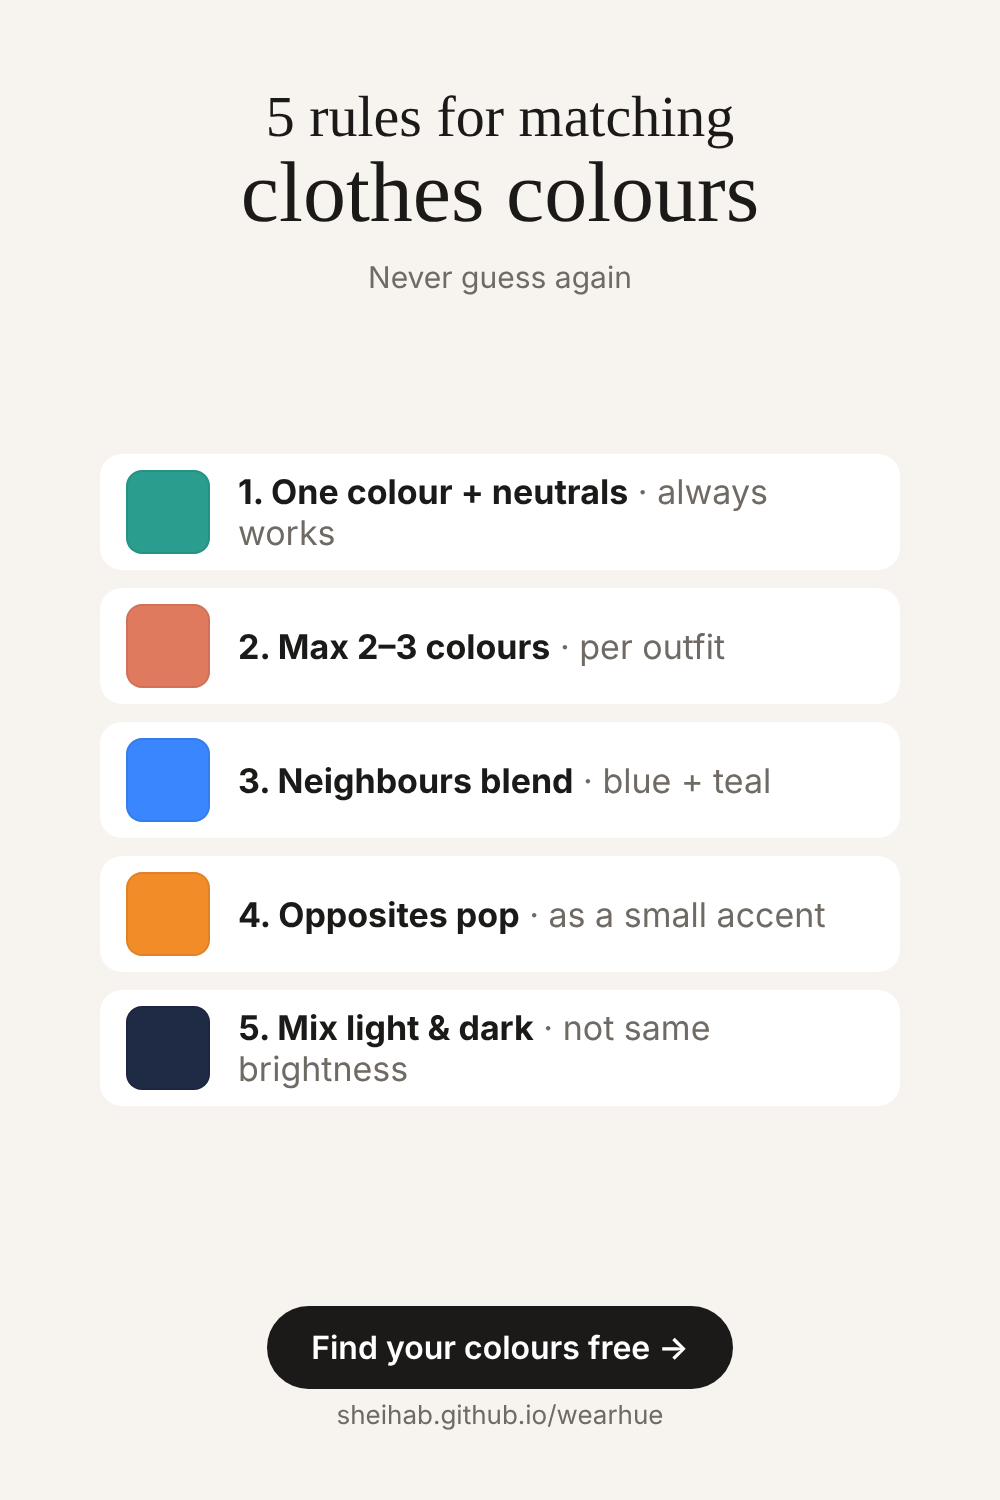 5 rules for matching
clothes colours
Never guess again
1. One colour + neutrals · always
works
2. Max 2–3 colours · per outfit
3. Neighbours blend · blue + teal
4. Opposites pop · as a small accent
5. Mix light & dark · not same
brightness
Find your colours free →
sheihab.github.io/wearhue